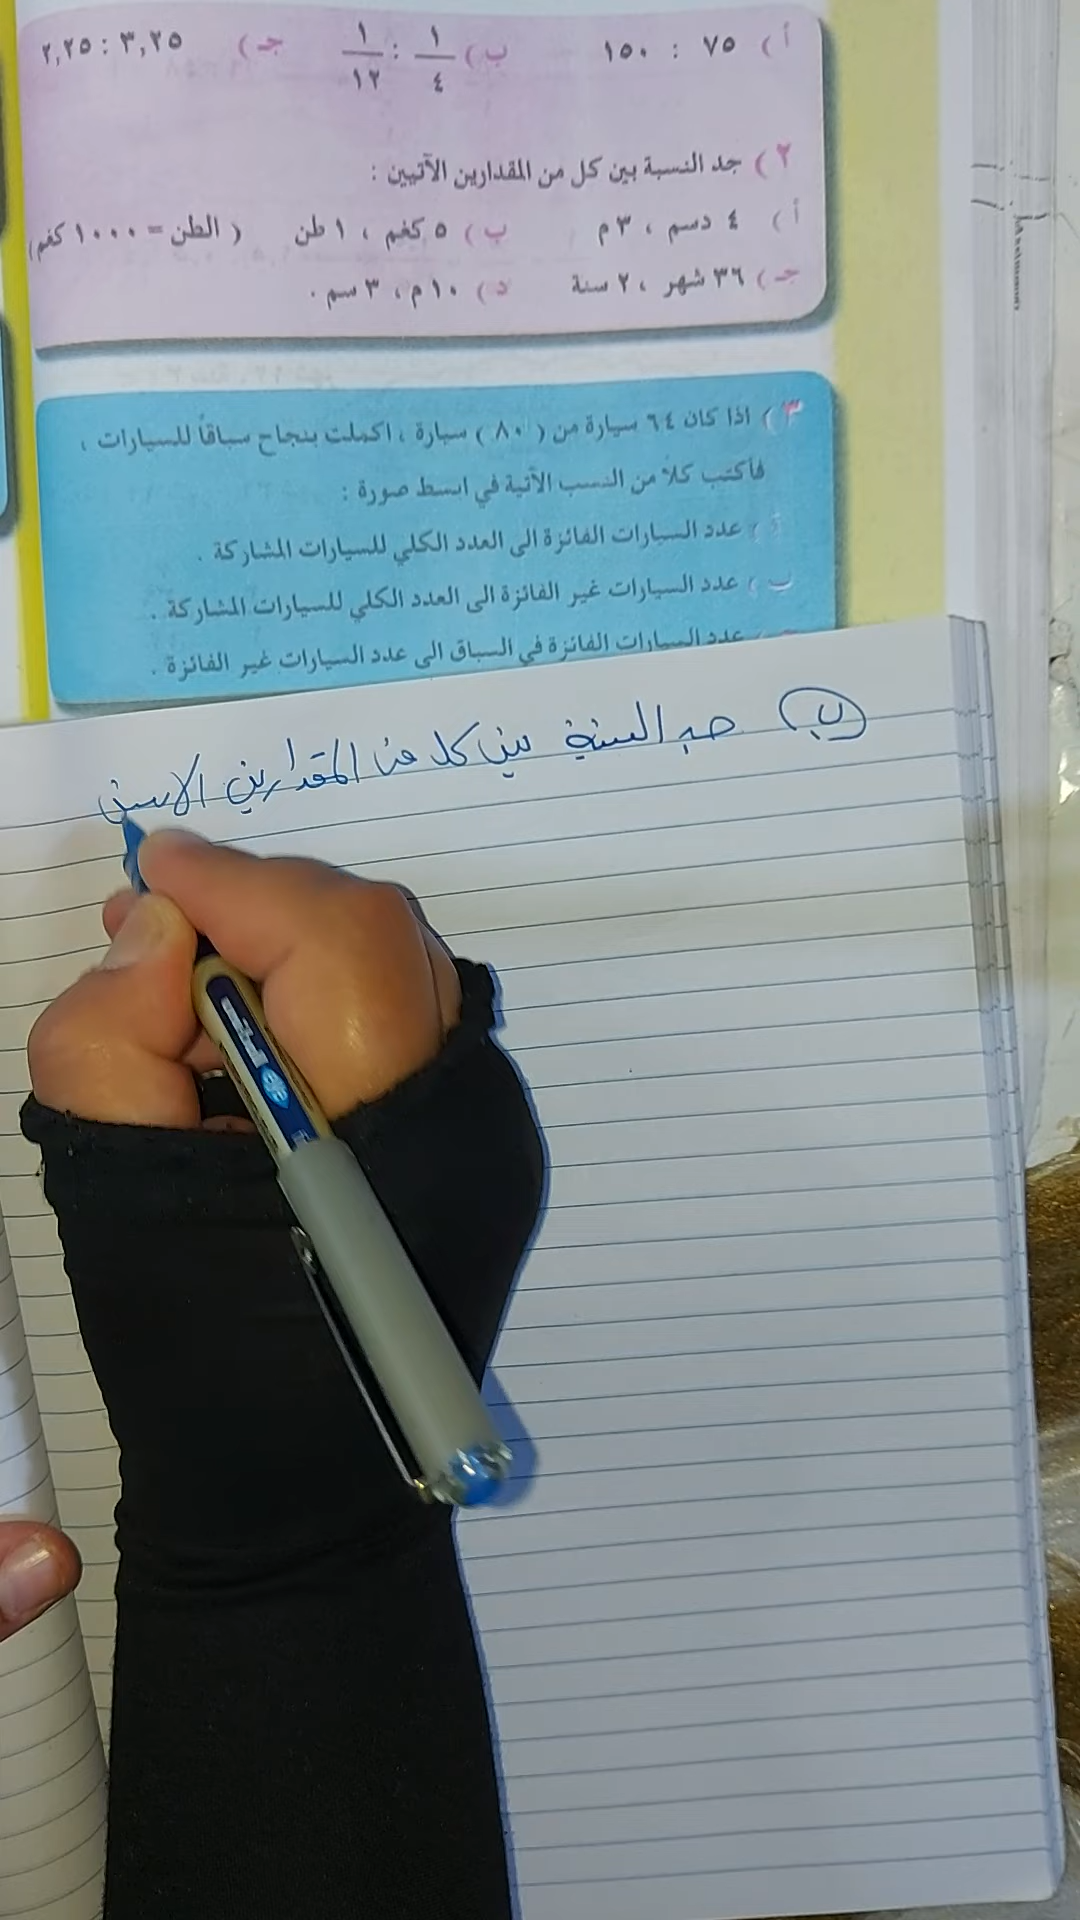 أ ) ٧٥ : ١٥٠ ب ) ١/٤ : ١/١٢ جـ ) ٣,٢٥ : ٢,٢٥
٢ ) جد النسبة بين كل من المقدارين الآتيين :
أ ) ٤ دسم ، ٣ م ب ) ٥ كغم ، ١ طن ( الطن = ١٠٠٠ كغم )
جـ ) ٣٦ شهر ، ٢ سنة د ) ١٠ م ، ٣ سم .
٣ ) اذا كان ٦٤ سيارة من ( ٨٠ ) سيارة ، اكملت بنجاح سباقاً للسيارات ،
فأكتب كلاً من النسب الآتية في ابسط صورة :
أ ) عدد السيارات الفائزة الى العدد الكلي للسيارات المشاركة .
ب ) عدد السيارات غير الفائزة الى العدد الكلي للسيارات المشاركة .
عدد السيارات الفائزة في السباق الى عدد السيارات غير الفائزة .
جد النسبة بين كل من المقدارين